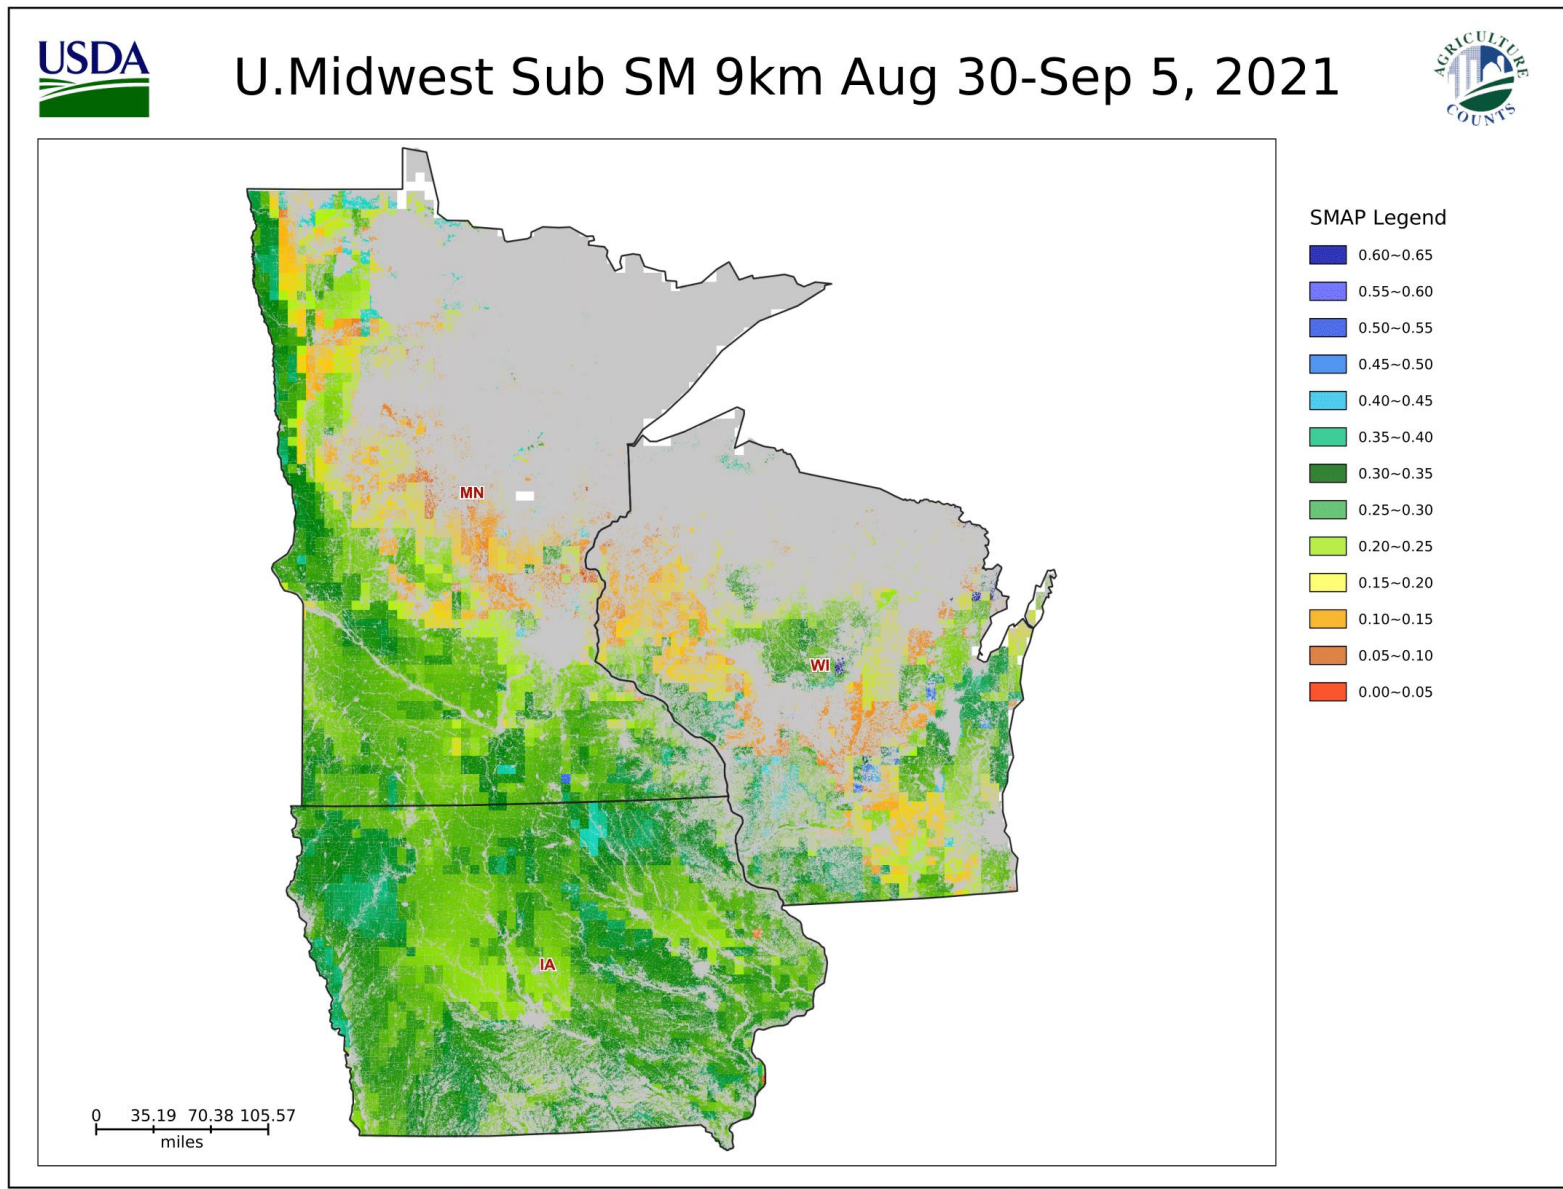 USDA
U.Midwest Sub SM 9km Aug 30-Sep 5, 2021
AGRICULTURE
COUNTS
SMAP Legend
0.60~0.65
0.55~0.60
0.50~0.55
0.45~0.50
0.40~0.45
0.35~0.40
0.30~0.35
0.25~0.30
0.20~0.25
0.15~0.20
0.10~0.15
0.05~0.10
0.00~0.05
MN
WI
IA
0 35.19 70.38 105.57
miles